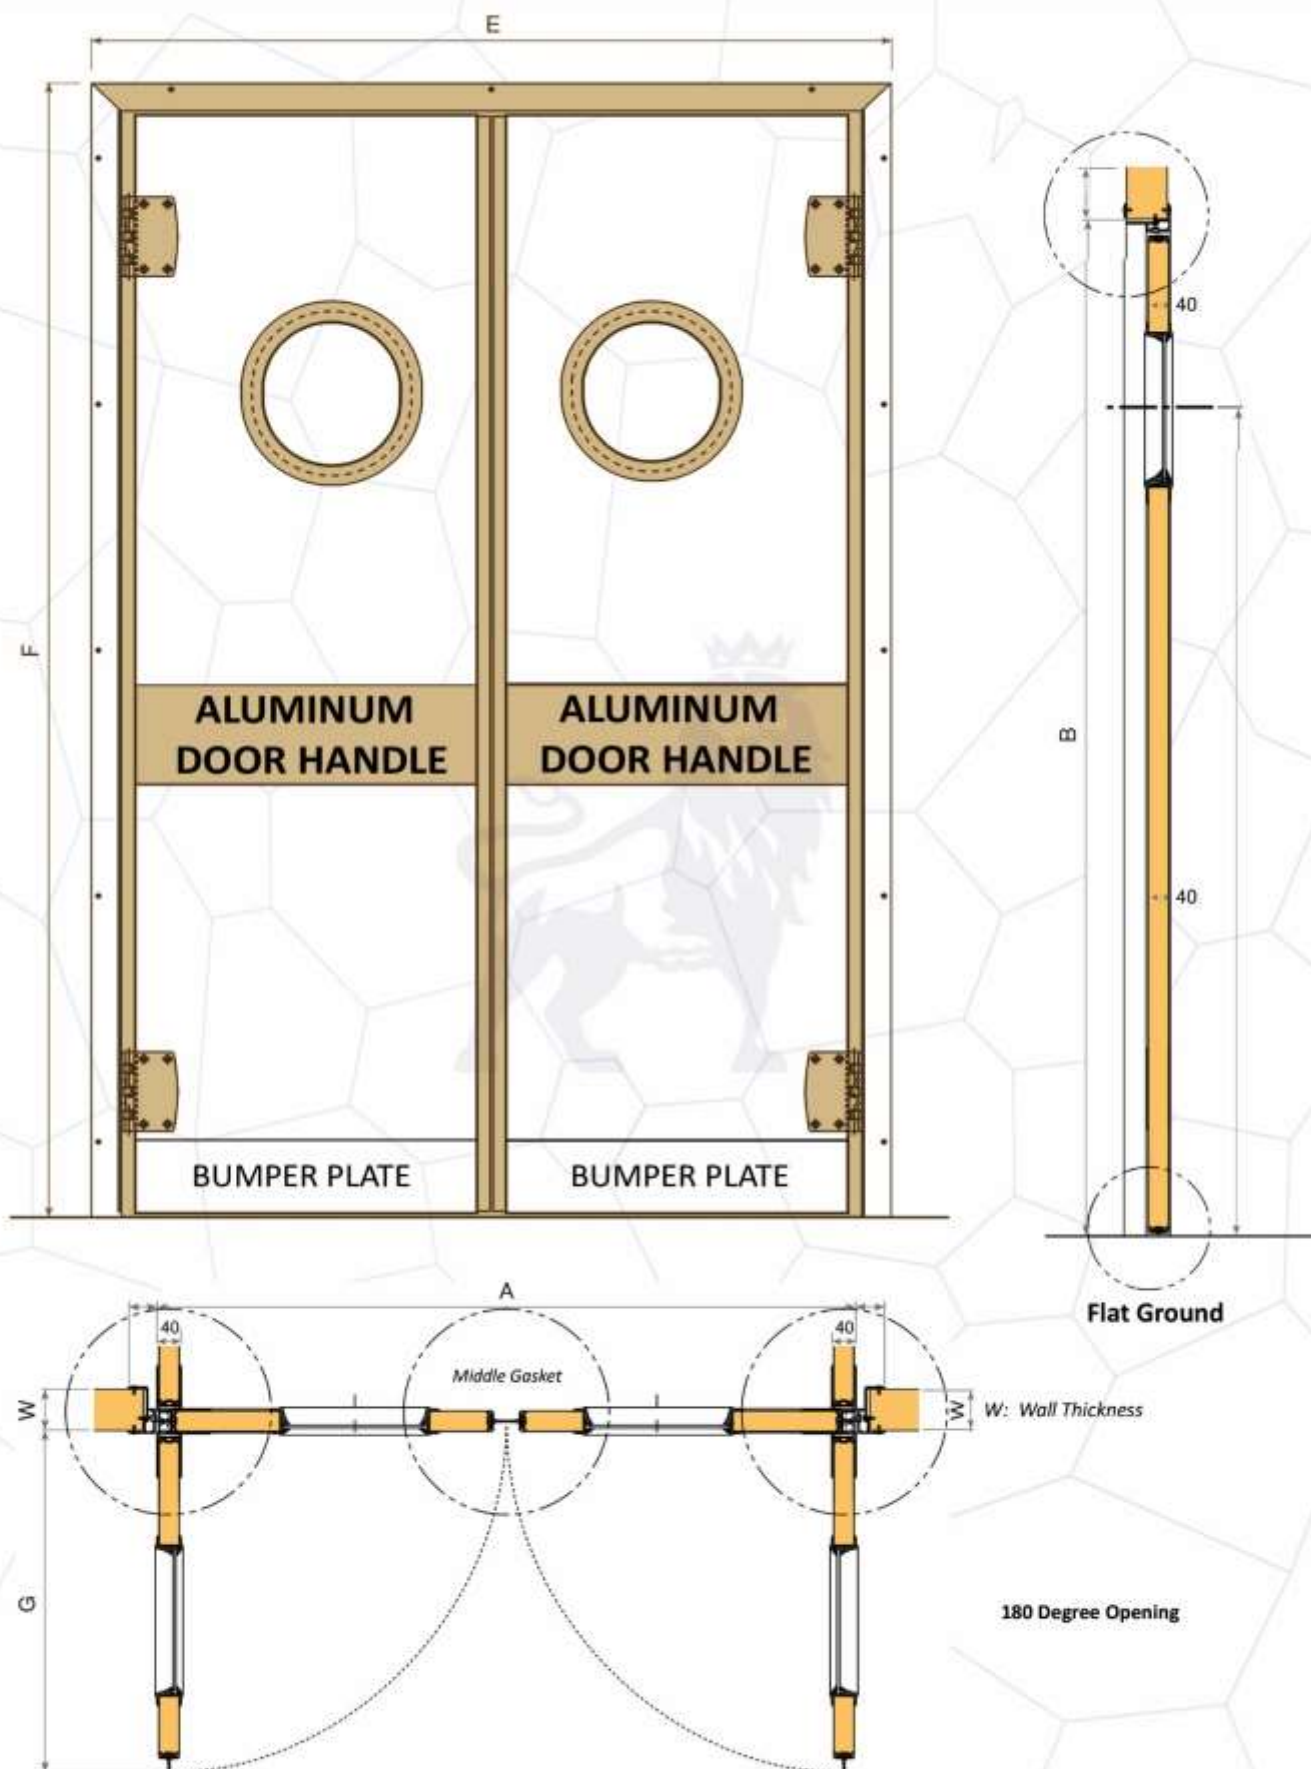 E
F
ALUMINUM
DOOR HANDLE
ALUMINUM
DOOR HANDLE
BUMPER PLATE
BUMPER PLATE
40
B
40
Flat Ground
A
40
40
Middle Gasket
W
W
W: Wall Thickness
G
180 Degree Opening